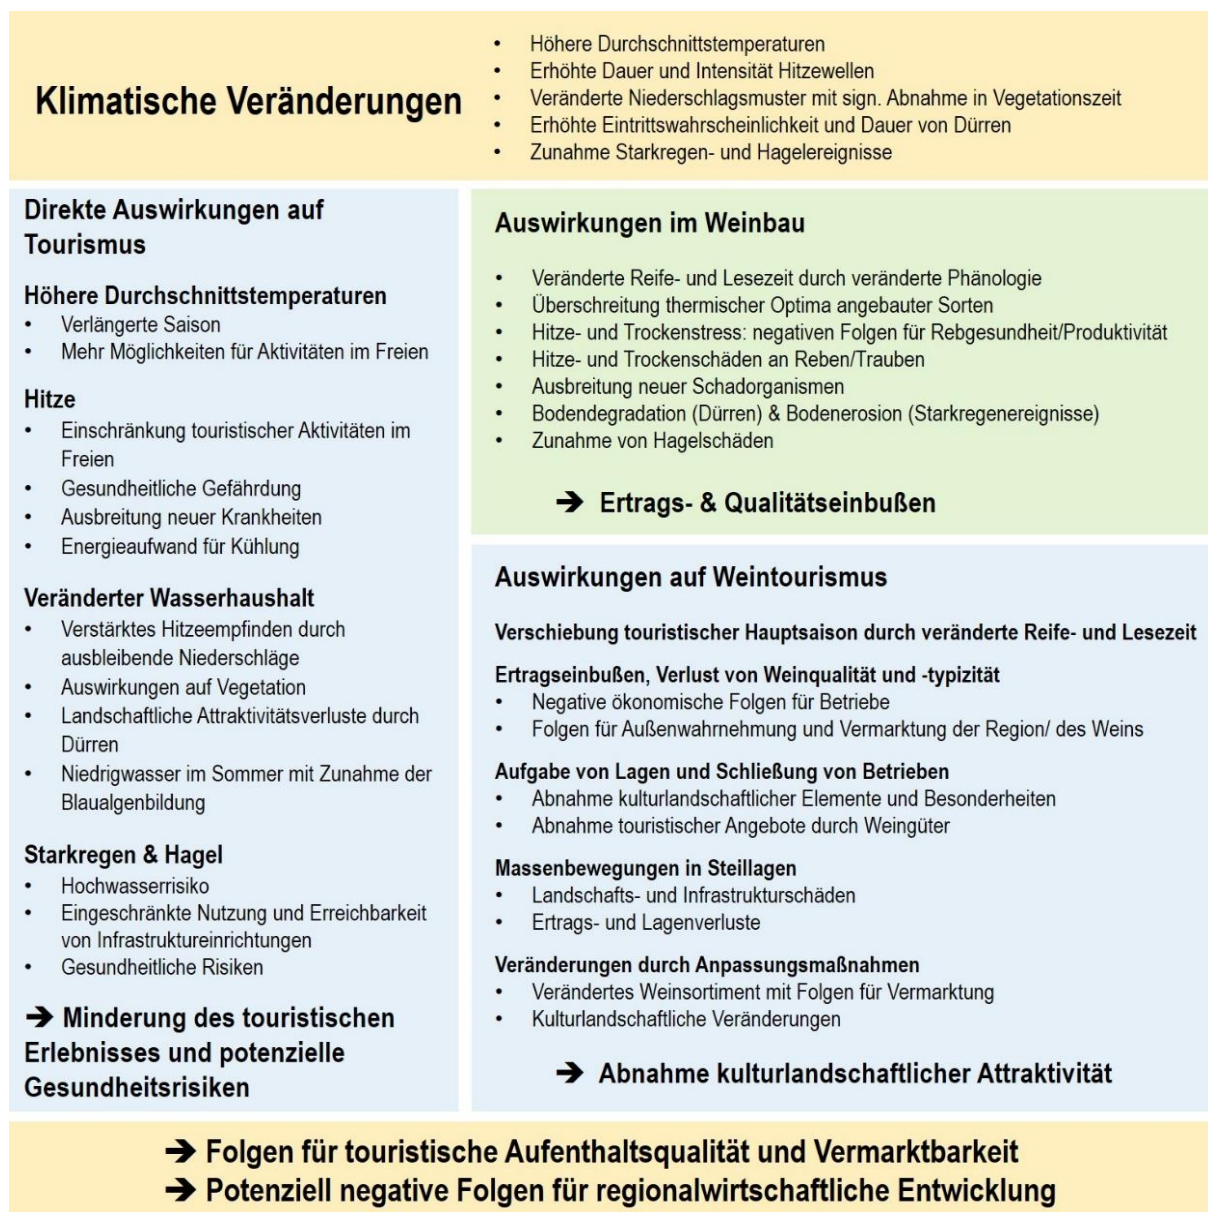 Klimatische Veränderungen
• Höhere Durchschnittstemperaturen
• Erhöhte Dauer und Intensität Hitzewellen
• Veränderte Niederschlagsmuster mit sign. Abnahme in Vegetationszeit
• Erhöhte Eintrittswahrscheinlichkeit und Dauer von Dürren
• Zunahme Starkregen- und Hagelereignisse
Direkte Auswirkungen auf
Tourismus
Höhere Durchschnittstemperaturen
• Verlängerte Saison
• Mehr Möglichkeiten für Aktivitäten im Freien
Hitze
• Einschränkung touristischer Aktivitäten im
Freien
• Gesundheitliche Gefährdung
• Ausbreitung neuer Krankheiten
• Energieaufwand für Kühlung
Veränderter Wasserhaushalt
• Verstärktes Hitzeempfinden durch
ausbleibende Niederschläge
• Auswirkungen auf Vegetation
• Landschaftliche Attraktivitätsverluste durch
Dürren
• Niedrigwasser im Sommer mit Zunahme der
Blaualgenbildung
Starkregen & Hagel
• Hochwasserrisiko
• Eingeschränkte Nutzung und Erreichbarkeit
von Infrastruktureinrichtungen
• Gesundheitliche Risiken
➔ Minderung des touristischen
Erlebnisses und potenzielle
Gesundheitsrisiken
Auswirkungen im Weinbau
• Veränderte Reife- und Lesezeit durch veränderte Phänologie
• Überschreitung thermischer Optima angebauter Sorten
• Hitze- und Trockenstress: negativen Folgen für Rebgesundheit/Produktivität
• Hitze- und Trockenschäden an Reben/Trauben
• Ausbreitung neuer Schadorganismen
• Bodendegradation (Dürren) & Bodenerosion (Starkregenereignisse)
• Zunahme von Hagelschäden
➔ Ertrags- & Qualitätseinbußen
Auswirkungen auf Weintourismus
Verschiebung touristischer Hauptsaison durch veränderte Reife- und Lesezeit
Ertragseinbußen, Verlust von Weinqualität und -typizität
• Negative ökonomische Folgen für Betriebe
• Folgen für Außenwahrnehmung und Vermarktung der Region/ des Weins
Aufgabe von Lagen und Schließung von Betrieben
• Abnahme kulturlandschaftlicher Elemente und Besonderheiten
• Abnahme touristischer Angebote durch Weingüter
Massenbewegungen in Steillagen
• Landschafts- und Infrastrukturschäden
• Ertrags- und Lagenverluste
Veränderungen durch Anpassungsmaßnahmen
• Verändertes Weinsortiment mit Folgen für Vermarktung
• Kulturlandschaftliche Veränderungen
➔ Abnahme kulturlandschaftlicher Attraktivität
➔ Folgen für touristische Aufenthaltsqualität und Vermarktbarkeit
➔ Potenziell negative Folgen für regionalwirtschaftliche Entwicklung